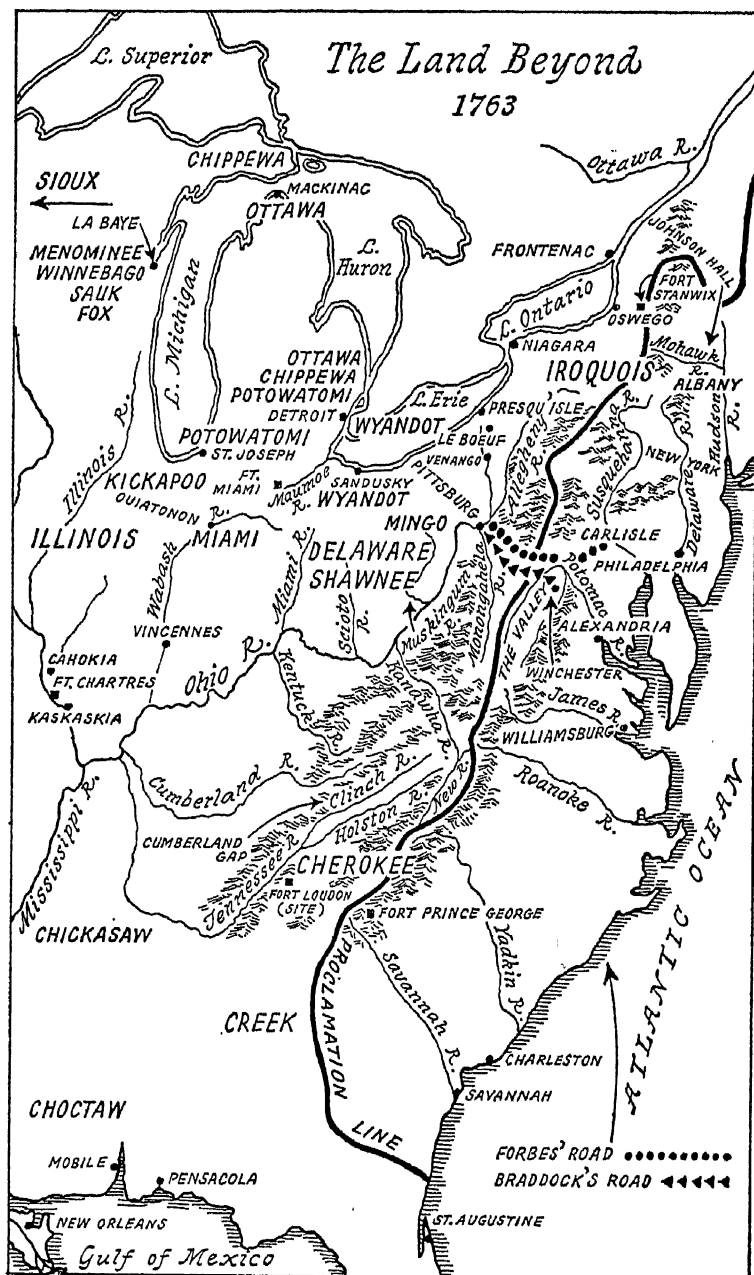 The Land Beyond
1763
L. Superior
CHIPPEWA
SIOUX
MACKINAC
OTTAWA
LA BAYE
MENOMINEE
WINNEBAGO
SAUK
FOX
L. Michigan
L. Huron
Ottawa R.
FRONTENAC
JOHNSON HALL
FORT STANWIX
L. Ontario
OSWEGO
NIAGARA
Mohawk R.
IROQUOIS
ALBANY
Hudson R.
OTTAWA
CHIPPEWA
POTOWATOMI
DETROIT
WYANDOT
L. Erie
PRESQU'ISLE
LE BOEUF
VENANGO
Allegheny R.
Susquehanna R.
NEW YORK
Delaware R.
Illinois R.
POTOWATOMI
ST. JOSEPH
KICKAPOO
FT. MIAMI
Maumee R.
SANDUSKY
WYANDOT
PITTSBURG
OUIATONON
ILLINOIS
MIAMI
MINGO
DELAWARE
SHAWNEE
CARLISLE
PHILADELPHIA
Wabash R.
Miami R.
Scioto R.
Muskingum R.
Monongahela R.
THE VALLEY
Potomac R.
ALEXANDRIA
WINCHESTER
VINCENNES
CAHOKIA
FT. CHARTRES
KASKASKIA
Ohio R.
Kentucky R.
Kanawha R.
James R.
WILLIAMSBURG
Cumberland R.
Clinch R.
New R.
Roanoke R.
Mississippi R.
CUMBERLAND GAP
Holston R.
Tennessee R.
CHEROKEE
FORT LOUDON
(SITE)
FORT PRINCE GEORGE
CHICKASAW
CREEK
PROCLAMATION LINE
Savannah R.
Yadkin R.
ATLANTIC OCEAN
CHARLESTON
SAVANNAH
CHOCTAW
FORBES' ROAD
BRADDOCK'S ROAD
MOBILE
PENSACOLA
NEW ORLEANS
ST. AUGUSTINE
Gulf of Mexico